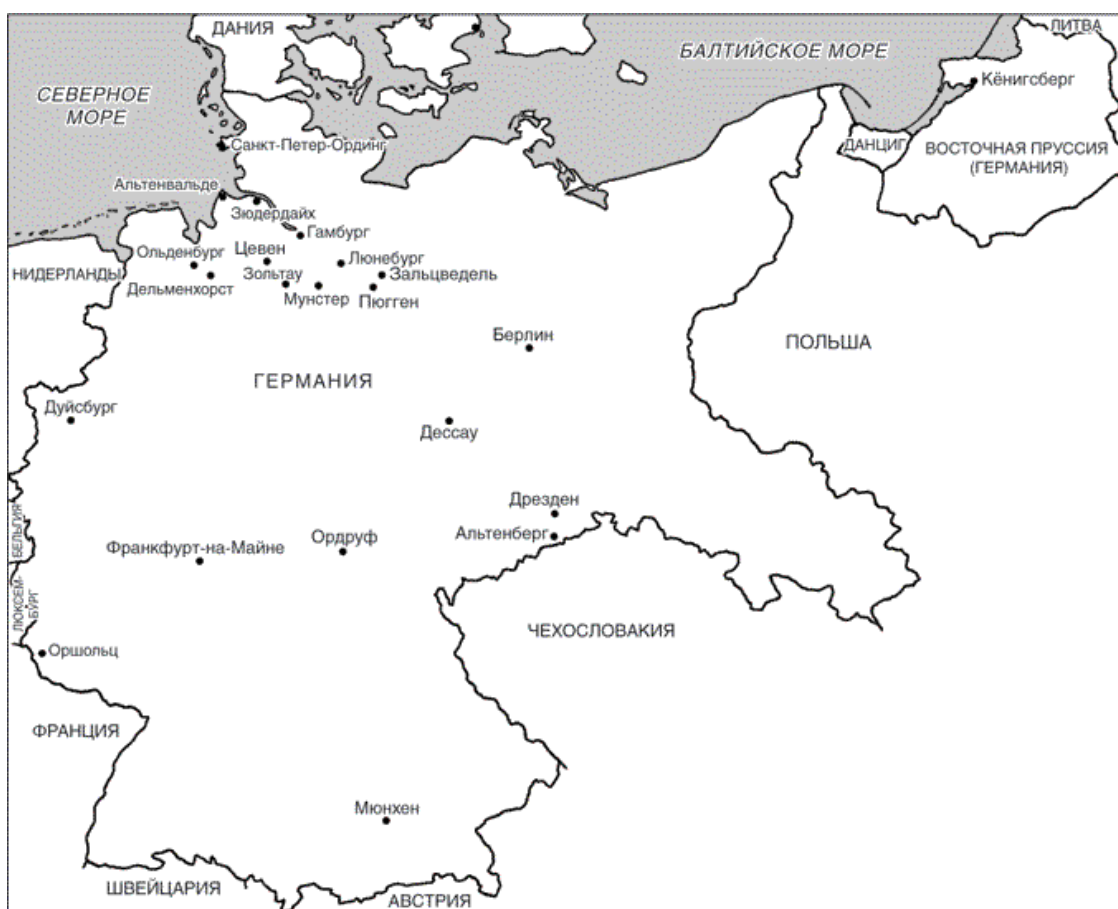 ДАНИЯ
ЛИТВА
БАЛТИЙСКОЕ МОРЕ
СЕВЕРНОЕ
МОРЕ
Кёнигсберг
Санкт-Петер-Ординг
ДАНЦИГ
ВОСТОЧНАЯ ПРУССИЯ
(ГЕРМАНИЯ)
Альтенвальде
Зюдердайх
Гамбург
Ольденбург
Цевен
Люнебург
НИДЕРЛАНДЫ
Зольтау
Зальцведель
Дельменхорст
Мунстер
Пюгген
Берлин
ПОЛЬША
ГЕРМАНИЯ
Дуйсбург
Дессау
Дрезден
БЕЛЬГИЯ
Альтенберг
Франкфурт-на-Майне
Ордруф
ЛЮКСЕМ-
БУРГ
ЧЕХОСЛОВАКИЯ
Оршольц
ФРАНЦИЯ
Мюнхен
ШВЕЙЦАРИЯ
АВСТРИЯ